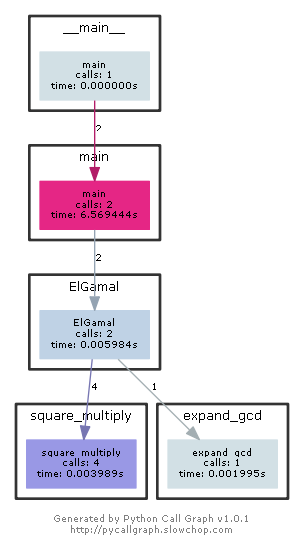 __main__
main
calls: 1
time: 0.000000s
2
main
main
calls: 2
time: 6.569444s
2
ElGamal
ElGamal
calls: 2
time: 0.005984s
4
1
square_multiply
square_multiply
calls: 4
time: 0.003989s
expand_gcd
expand_gcd
calls: 1
time: 0.001995s
Generated by Python Call Graph v1.0.1
http://pycallgraph.slowchop.com